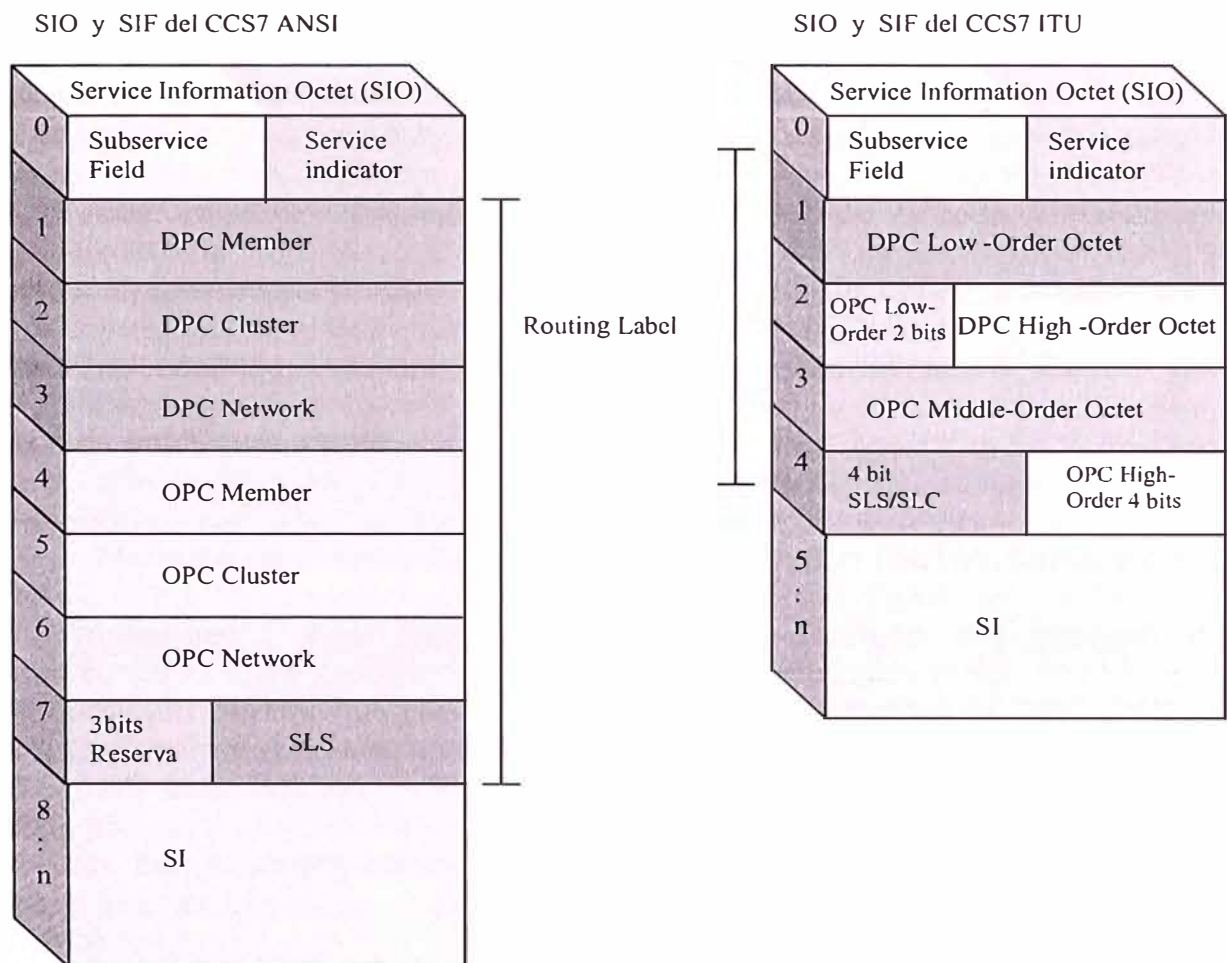 SIO y SIF del CCS7 ANSI
Service Information Octet (SIO)
0
Subservice
Field
Service
indicator
1
DPC Member
2
DPC Cluster
3
DPC Network
4
OPC Member
5
OPC Cluster
6
OPC Network
7
3bits
Reserva
SLS
8
:
n
SI
Routing Label
SIO y SIF del CCS7 ITU
Service Information Octet (SIO)
0
Subservice
Field
Service
indicator
1
DPC Low -Order Octet
2
OPC Low-
Order 2 bits
DPC High -Order Octet
3
OPC Middle-Order Octet
4
4 bit
SLS/SLC
OPC High-
Order 4 bits
5
:
n
SI